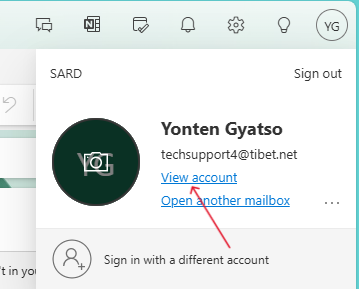 YG
SARD
Sign out
YG
Yonten Gyatso
techsupport4@tibet.net
View account
Open another mailbox
...
Sign in with a different account
't in you